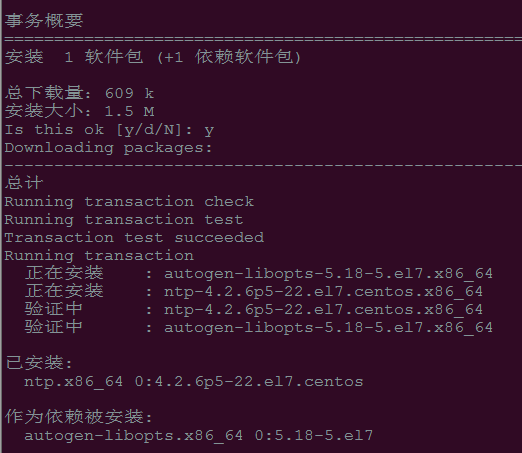 事务概要
================================================
安装  1 软件包 (+1 依赖软件包)
总下载量：609 k
安装大小：1.5 M
Is this ok [y/d/N]: y
Downloading packages:
------------------------------------------------
总计
Running transaction check
Running transaction test
Transaction test succeeded
Running transaction
  正在安装    : autogen-libopts-5.18-5.el7.x86_64
  正在安装    : ntp-4.2.6p5-22.el7.centos.x86_64
  验证中      : ntp-4.2.6p5-22.el7.centos.x86_64
  验证中      : autogen-libopts-5.18-5.el7.x86_64
已安装:
  ntp.x86_64 0:4.2.6p5-22.el7.centos
作为依赖被安装:
  autogen-libopts.x86_64 0:5.18-5.el7